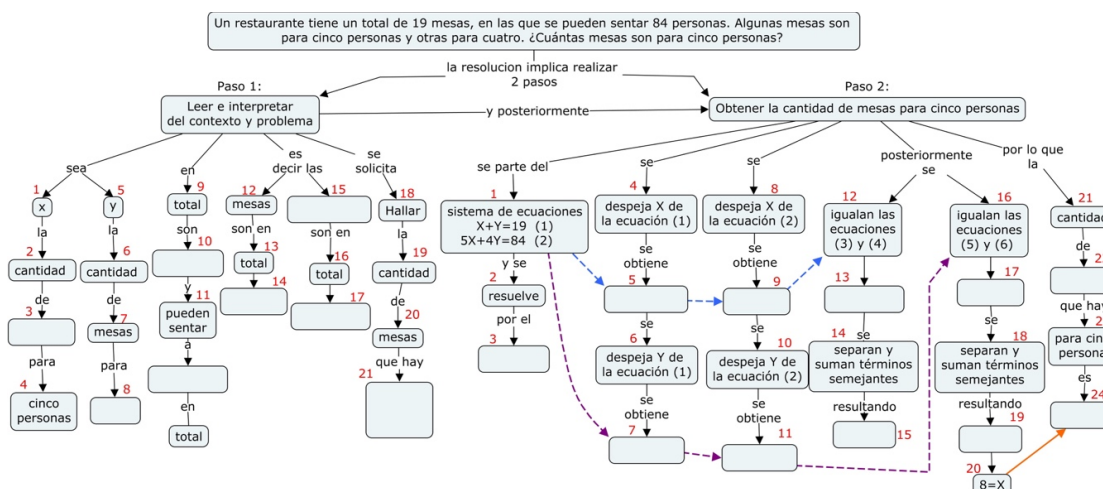 Un restaurante tiene un total de 19 mesas, en las que se pueden sentar 84 personas. Algunas mesas son
para cinco personas y otras para cuatro. ¿Cuántas mesas son para cinco personas?
la resolucion implica realizar
2 pasos
Paso 1:
Leer e interpretar
del contexto y problema
y posteriormente
Paso 2:
Obtener la cantidad de mesas para cinco personas
sea
1
x
la
2
cantidad
de
3
para
4
cinco
personas
5
y
la
6
cantidad
de
7
mesas
para
8
en
9
total
son
10
y
11
pueden
sentar
a
en
total
es
decir las
12
mesas
son en
13
total
14
15
son en
16
total
17
se
solicita
18
Hallar
la
19
cantidad
de
20
mesas
que hay
21
se parte del
1
sistema de ecuaciones
X+Y=19 (1)
5X+4Y=84 (2)
y se
2
resuelve
por el
3
se
4
despeja X de
la ecuación (1)
se
obtiene
5
se
6
despeja Y de
la ecuación (1)
se
obtiene
7
se
8
despeja X de
la ecuación (2)
se
obtiene
9
se
10
despeja Y de
la ecuación (2)
se
obtiene
11
posteriormente
se
12
igualan las
ecuaciones
(3) y (4)
13
se
14
separan y
suman términos
semejantes
resultando
15
16
igualan las
ecuaciones
(5) y (6)
17
se
18
separan y
suman términos
semejantes
resultando
19
20
8=X
por lo que
la
21
cantidad
de
que hay
para cinco
es
24